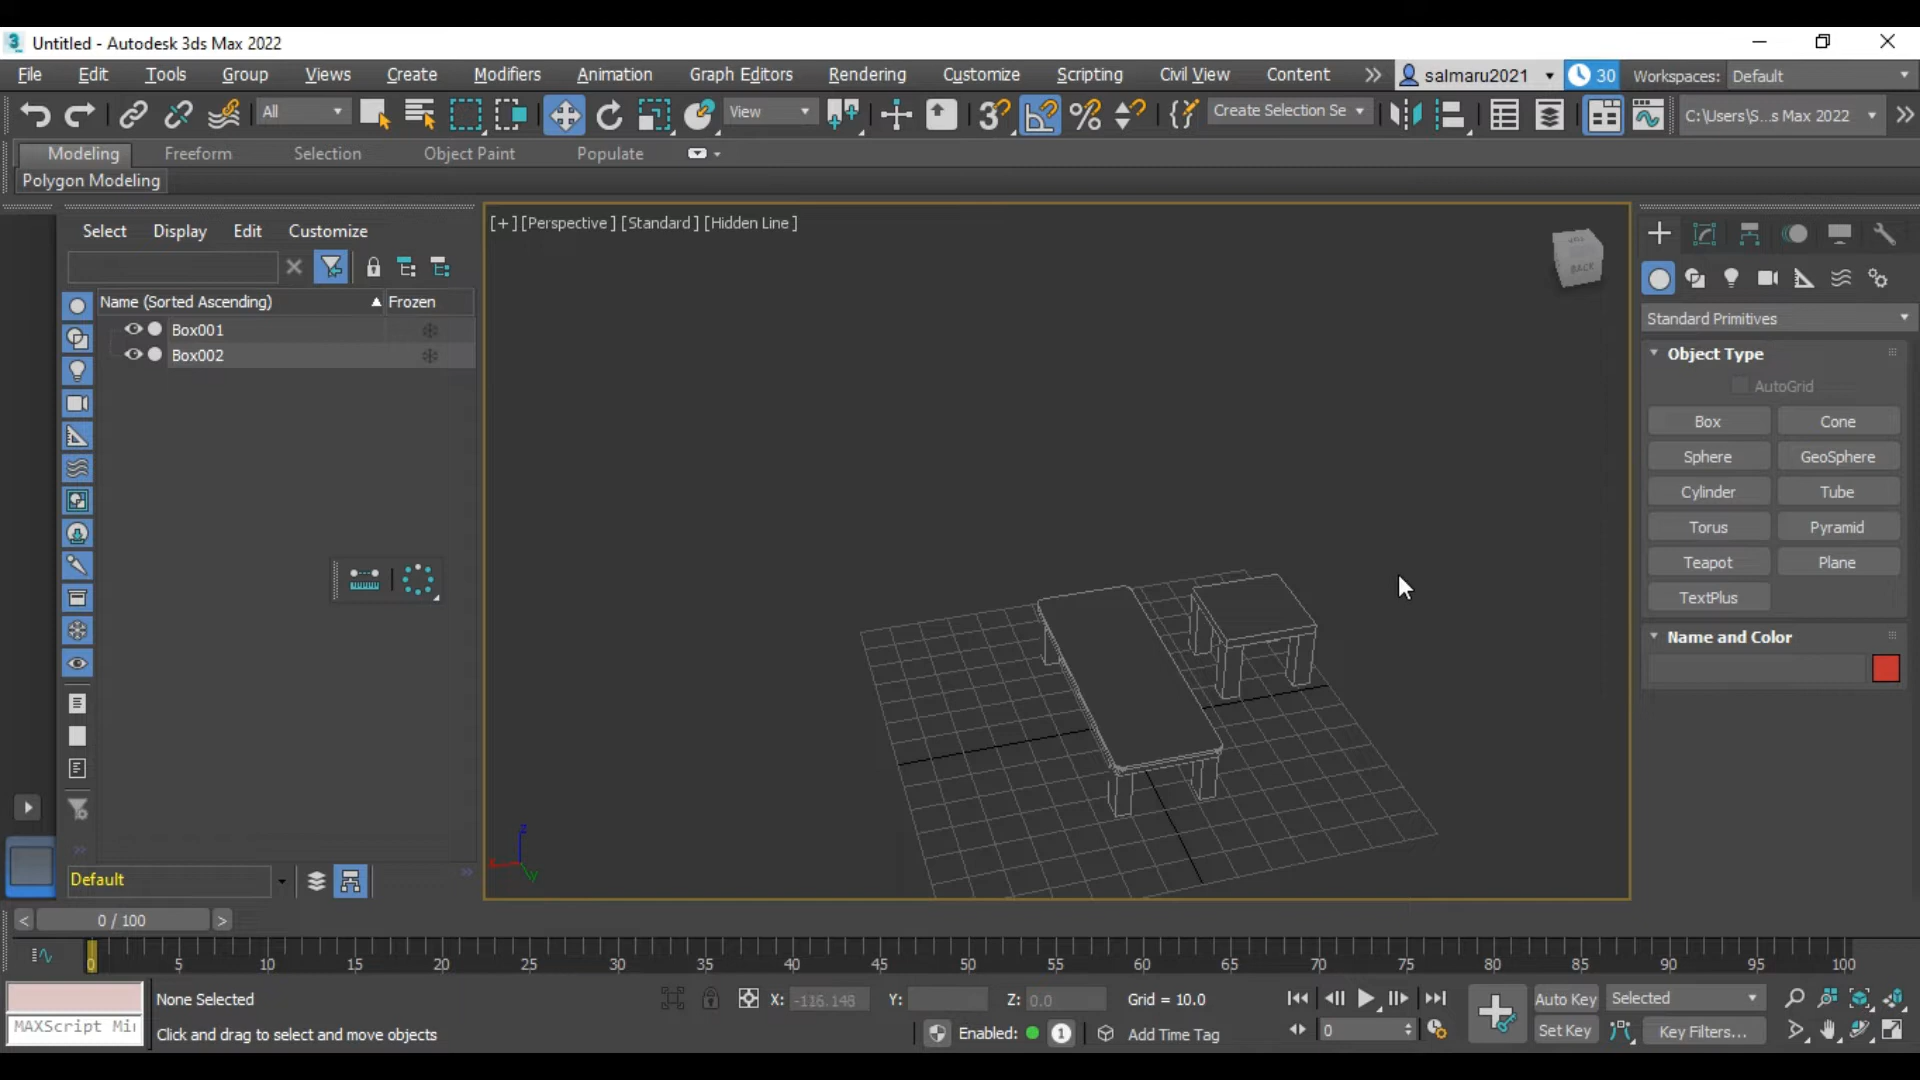 Untitled - Autodesk 3ds Max 2022
File Edit Tools Group Views Create Modifiers Animation Graph Editors Rendering Customize Scripting Civil View Content salmaru2021 30 Workspaces: Default
All View Create Selection Se C:\Users\S...s Max 2022
Modeling Freeform Selection Object Paint Populate
Polygon Modeling
Select Display Edit Customize
[+] [Perspective] [Standard] [Hidden Line]
BACK
Name (Sorted Ascending) Frozen
Box001
Box002
Standard Primitives
Object Type
AutoGrid
Box Cone
Sphere GeoSphere
Cylinder Tube
Torus Pyramid
Teapot Plane
TextPlus
Name and Color
z
y
Default
< 0 / 100 >
0 5 10 15 20 25 30 35 40 45 50 55 60 65 70 75 80 85 90 95 100
None Selected X: -116.148 Y: Z: 0.0 Grid = 10.0 Auto Key Selected
MAXScript Mi
Click and drag to select and move objects Enabled: 1 Add Time Tag 0 Set Key Key Filters...